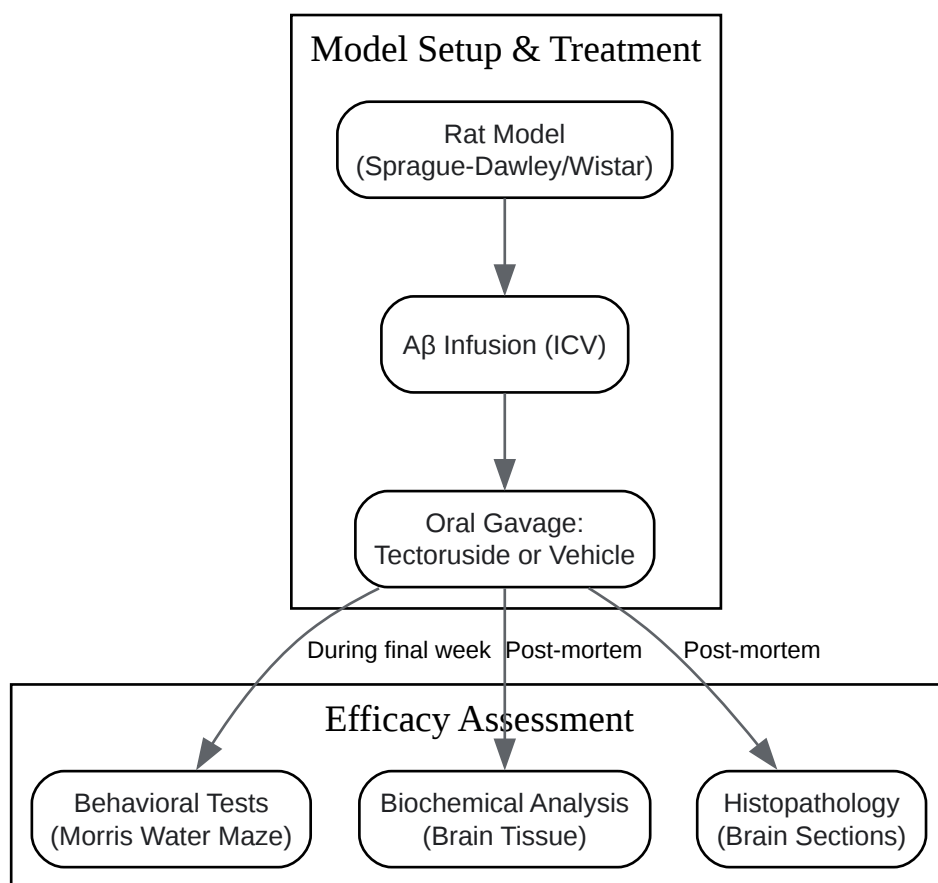 Model Setup & Treatment
Rat Model
(Sprague-Dawley/Wistar)
Aβ Infusion (ICV)
Oral Gavage:
Tectoruside or Vehicle
During final week
Post-mortem
Post-mortem
Efficacy Assessment
Behavioral Tests
(Morris Water Maze)
Biochemical Analysis
(Brain Tissue)
Histopathology
(Brain Sections)